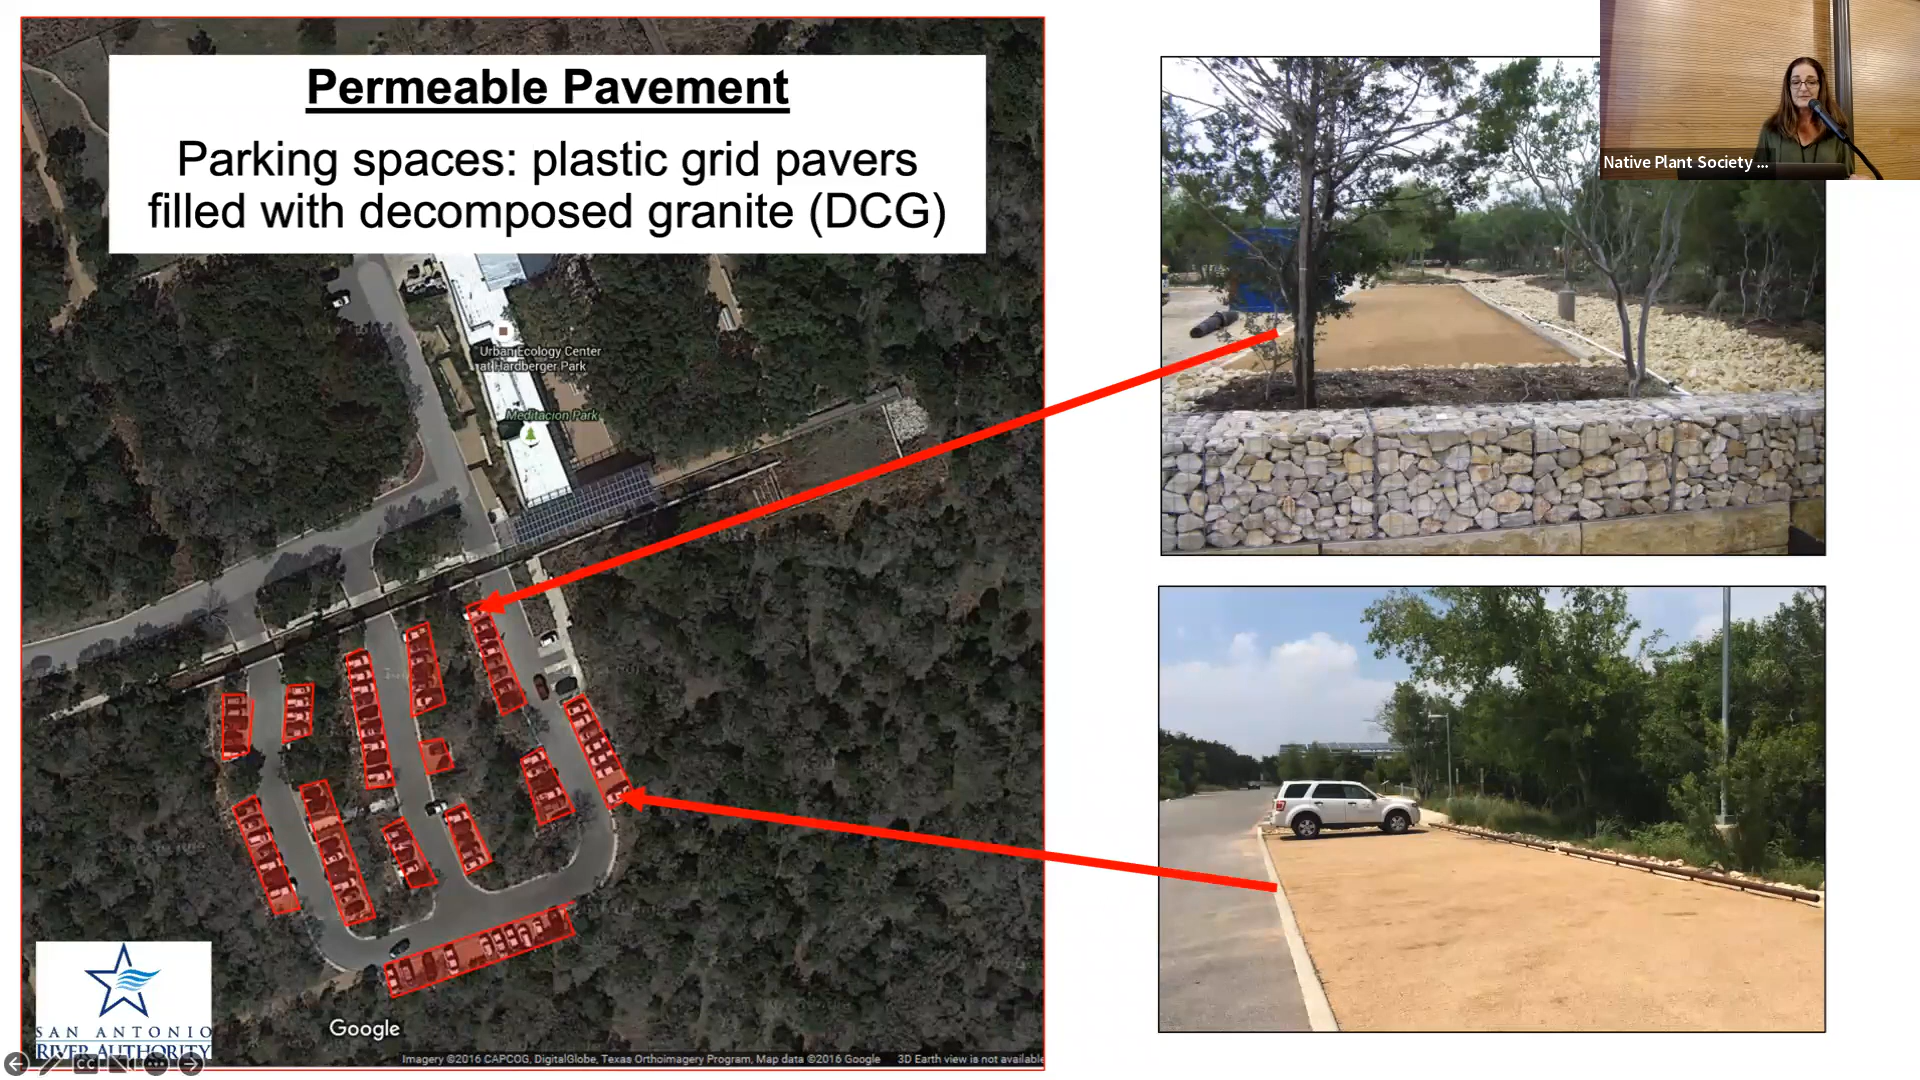 Permeable Pavement
Parking spaces: plastic grid pavers
filled with decomposed granite (DCG)
Native Plant Society ...
Urban Ecology Center
at Hardberger Park
Meditacion Park
SAN ANTONIO
RIVER AUTHORITY
Google
Imagery ©2016 CAPCOG, DigitalGlobe, Texas Orthoimagery Program, Map data ©2016 Google 3D Earth view is not available
CC